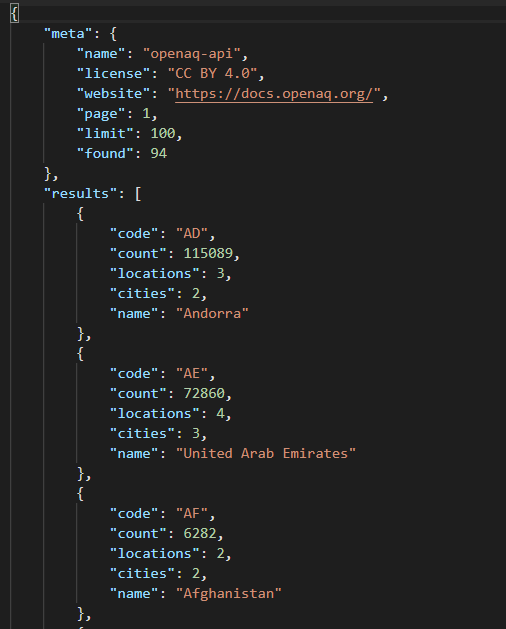 {
    "meta": {
        "name": "openaq-api",
        "license": "CC BY 4.0",
        "website": "https://docs.openaq.org/",
        "page": 1,
        "limit": 100,
        "found": 94
    },
    "results": [
        {
            "code": "AD",
            "count": 115089,
            "locations": 3,
            "cities": 2,
            "name": "Andorra"
        },
        {
            "code": "AE",
            "count": 72860,
            "locations": 4,
            "cities": 3,
            "name": "United Arab Emirates"
        },
        {
            "code": "AF",
            "count": 6282,
            "locations": 2,
            "cities": 2,
            "name": "Afghanistan"
        },